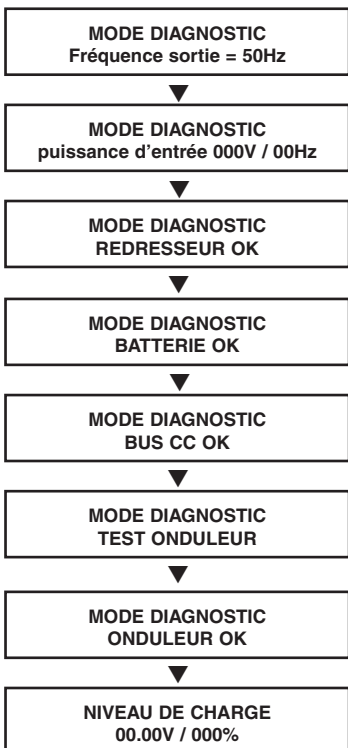 MODE DIAGNOSTIC
Fréquence sortie = 50Hz
MODE DIAGNOSTIC
puissance d'entrée 000V / 00Hz
MODE DIAGNOSTIC
REDRESSEUR OK
MODE DIAGNOSTIC
BATTERIE OK
MODE DIAGNOSTIC
BUS CC OK
MODE DIAGNOSTIC
TEST ONDULEUR
MODE DIAGNOSTIC
ONDULEUR OK
NIVEAU DE CHARGE
00.00V / 000%